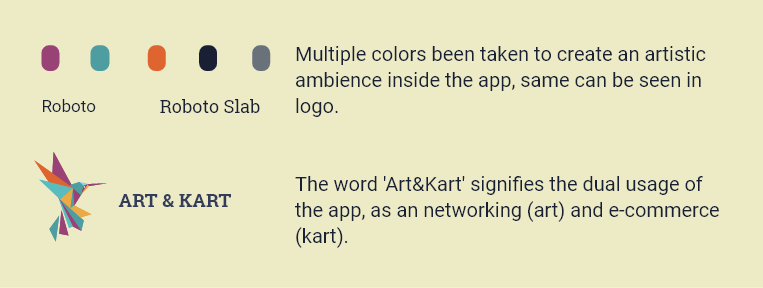 Multiple colors been taken to create an artistic
ambience inside the app, same can be seen in
logo.
Roboto
Roboto Slab
ART & KART
The word 'Art&Kart' signifies the dual usage of
the app, as an networking (art) and e-commerce
(kart).